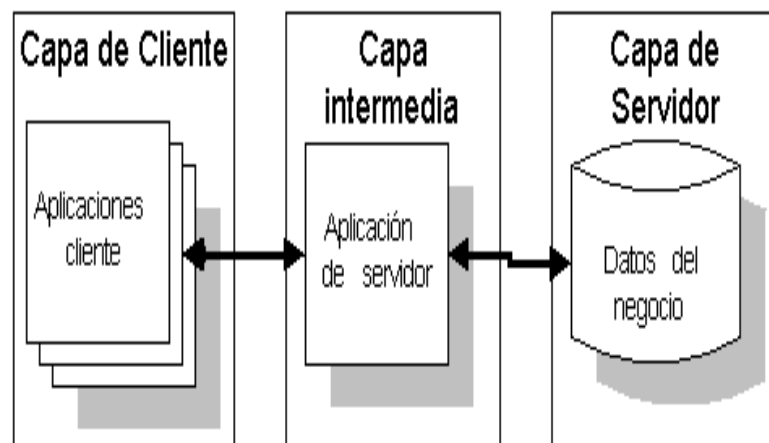 Capa de Cliente
Aplicaciones
cliente
Capa
intermedia
Aplicación
de servidor
Capa de
Servidor
Datos del
negocio